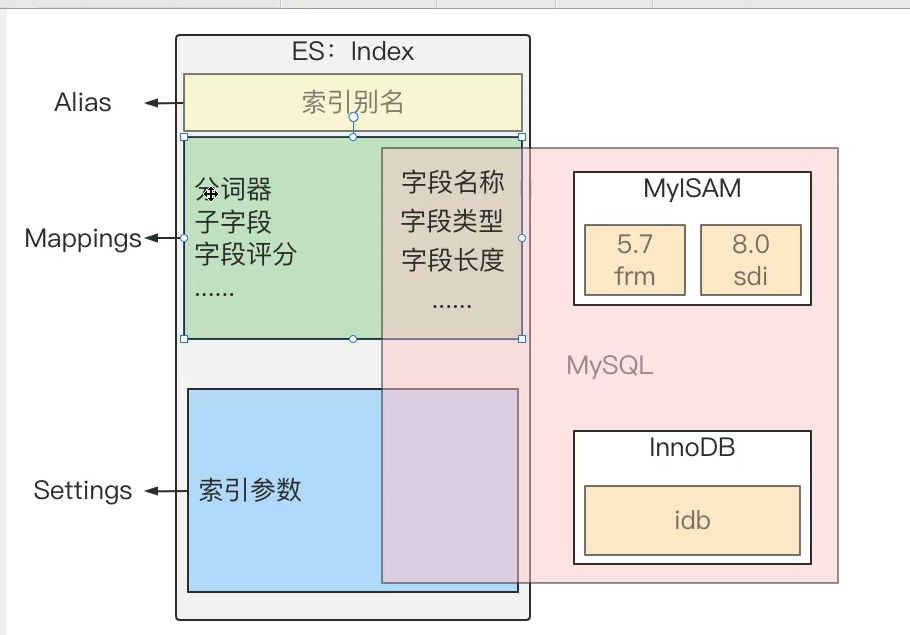 ES：Index
Alias
索引别名
Mappings
分词器
子字段
字段评分
......
字段名称
字段类型
字段长度
......
MyISAM
5.7
frm
8.0
sdi
MySQL
Settings
索引参数
InnoDB
idb